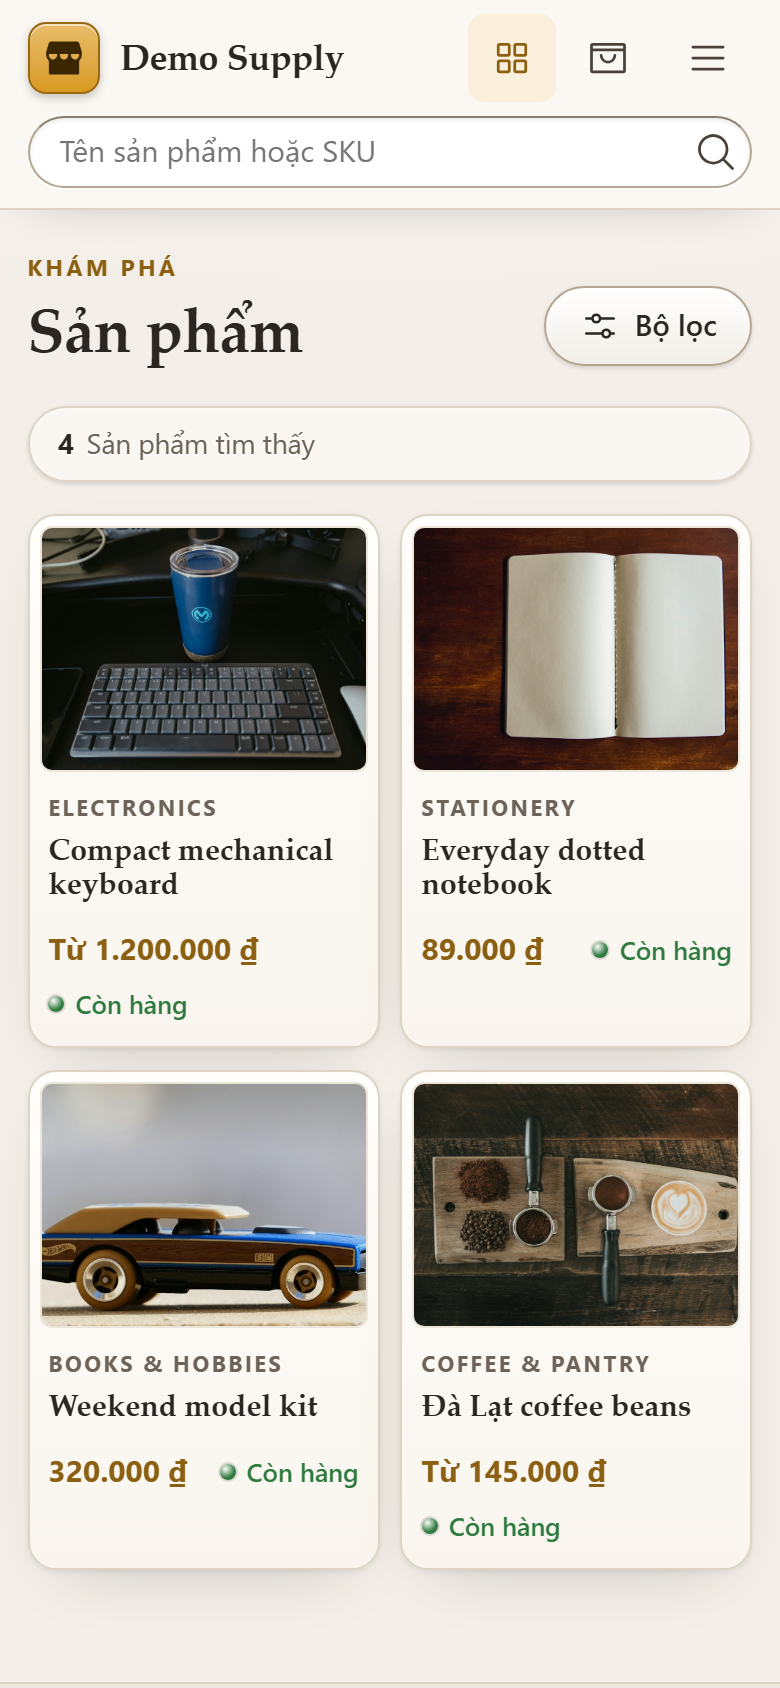 Demo Supply
Tên sản phẩm hoặc SKU
KHÁM PHÁ
Sản phẩm
Bộ lọc
4 Sản phẩm tìm thấy
ELECTRONICS
Compact mechanical
keyboard
Từ 1.200.000 ₫
Còn hàng
STATIONERY
Everyday dotted
notebook
89.000 ₫
Còn hàng
BOOKS & HOBBIES
Weekend model kit
320.000 ₫
Còn hàng
COFFEE & PANTRY
Đà Lạt coffee beans
Từ 145.000 ₫
Còn hàng